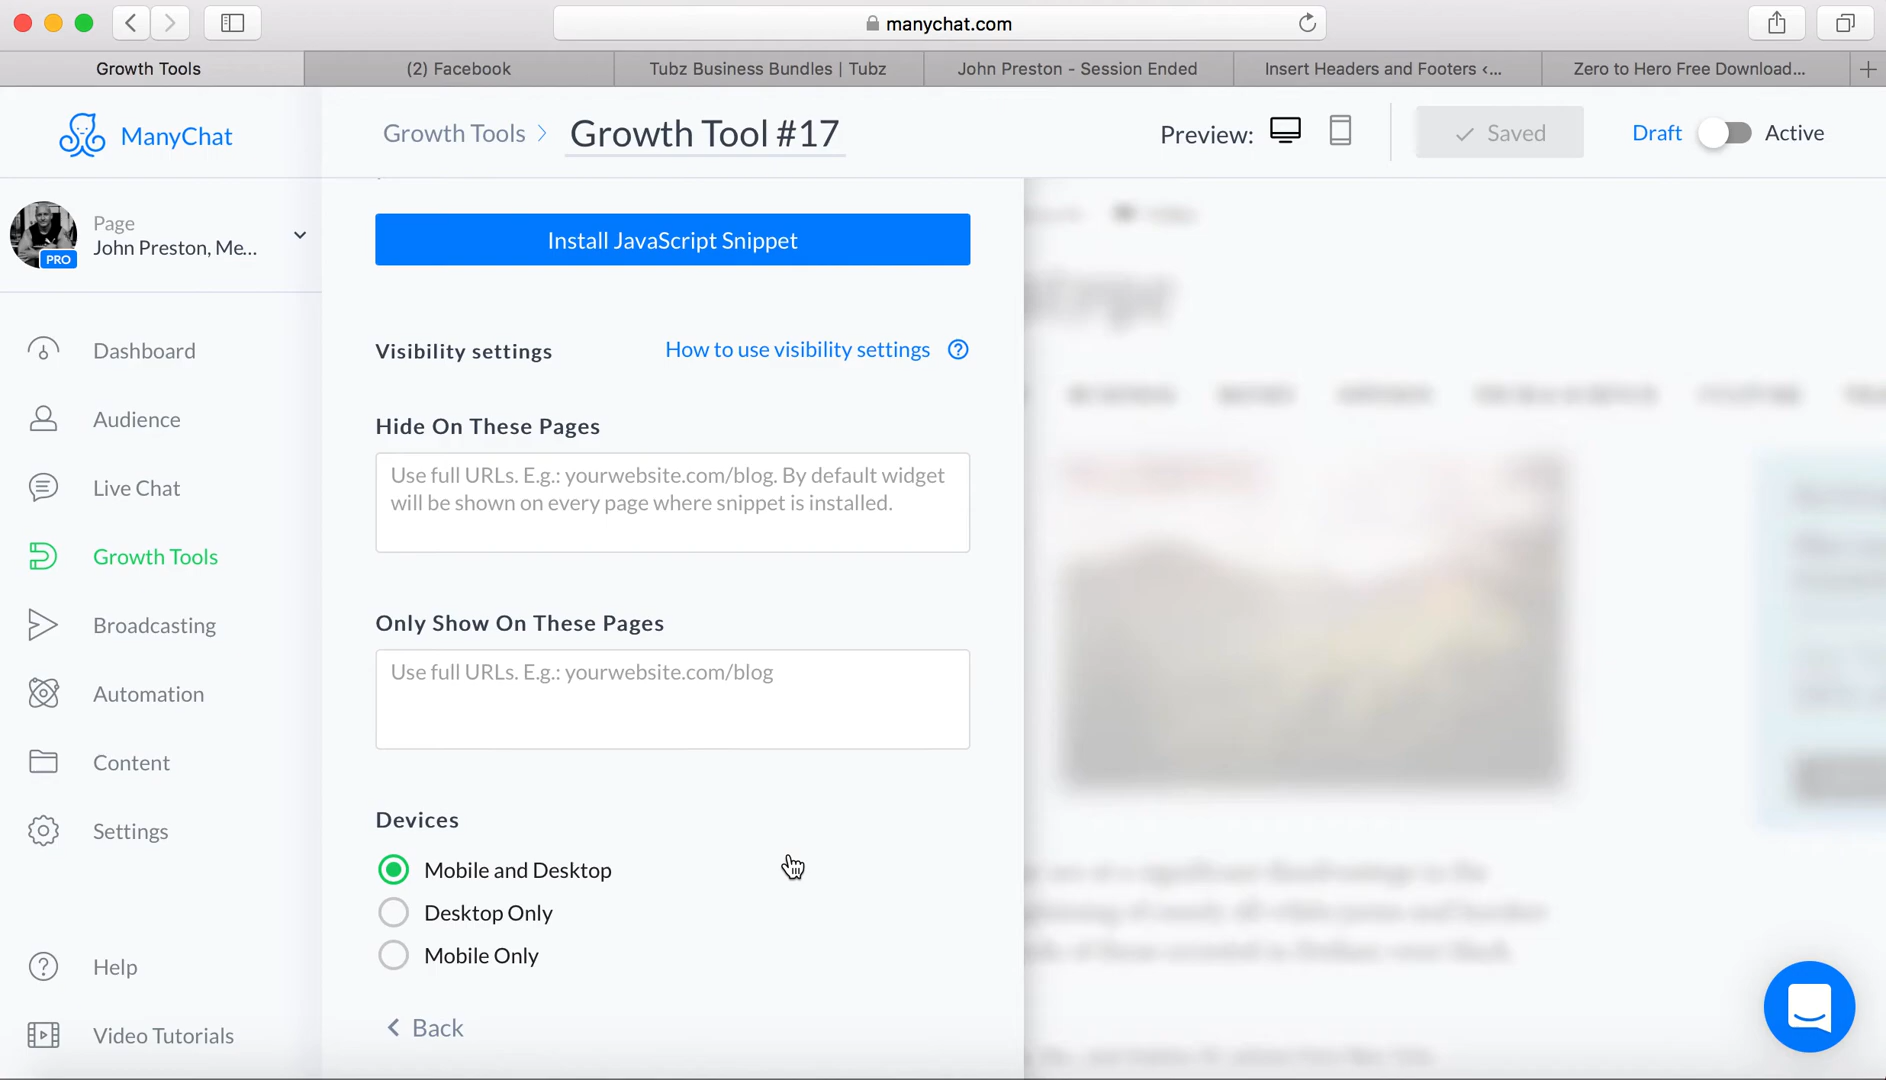 manychat.com
Growth Tools
(2) Facebook
Tubz Business Bundles | Tubz
John Preston - Session Ended
Insert Headers and Footers ‹...
Zero to Hero Free Download...
ManyChat
Growth Tools
Growth Tool #17
Preview:
Saved
Draft
Active
Page
John Preston, Me...
PRO
Dashboard
Audience
Live Chat
Growth Tools
Broadcasting
Automation
Content
Settings
Help
Video Tutorials
Install JavaScript Snippet
Visibility settings
How to use visibility settings
Hide On These Pages
Use full URLs. E.g.: yourwebsite.com/blog. By default widget
will be shown on every page where snippet is installed.
Only Show On These Pages
Use full URLs. E.g.: yourwebsite.com/blog
Devices
Mobile and Desktop
Desktop Only
Mobile Only
Back